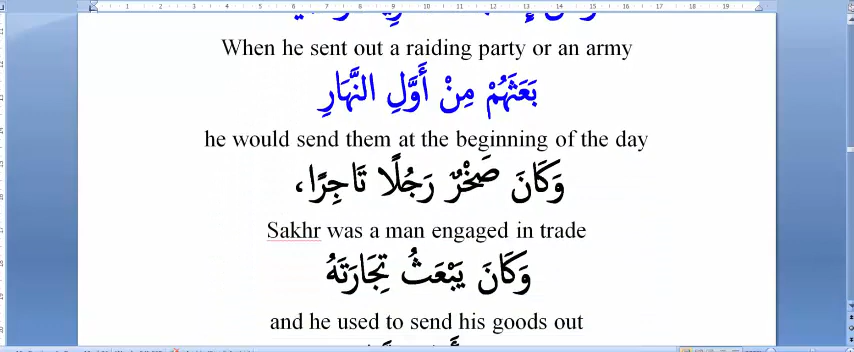 When he sent out a raiding party or an army
بَعَثَهُمْ مِنْ أَوَّلِ النَّهَارِ
he would send them at the beginning of the day
وَكَانَ صَخْرٌ رَجُلًا تَاجِرًا،
Sakhr was a man engaged in trade
وَكَانَ يَبْعَثُ تِجَارَتَهُ
and he used to send his goods out